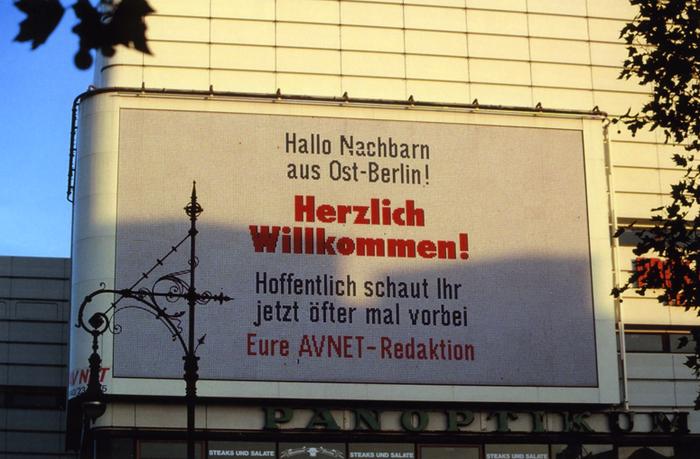 Hallo Nachbarn
aus Ost-Berlin!
Herzlich
Willkommen!
Hoffentlich schaut Ihr
jetzt öfter mal vorbei
Eure AVNET-Redaktion
AVNET
PANOPTIKUM
STEAKS UND SALATE
STEAKS UND SALATE
STEAKS UND SALATE